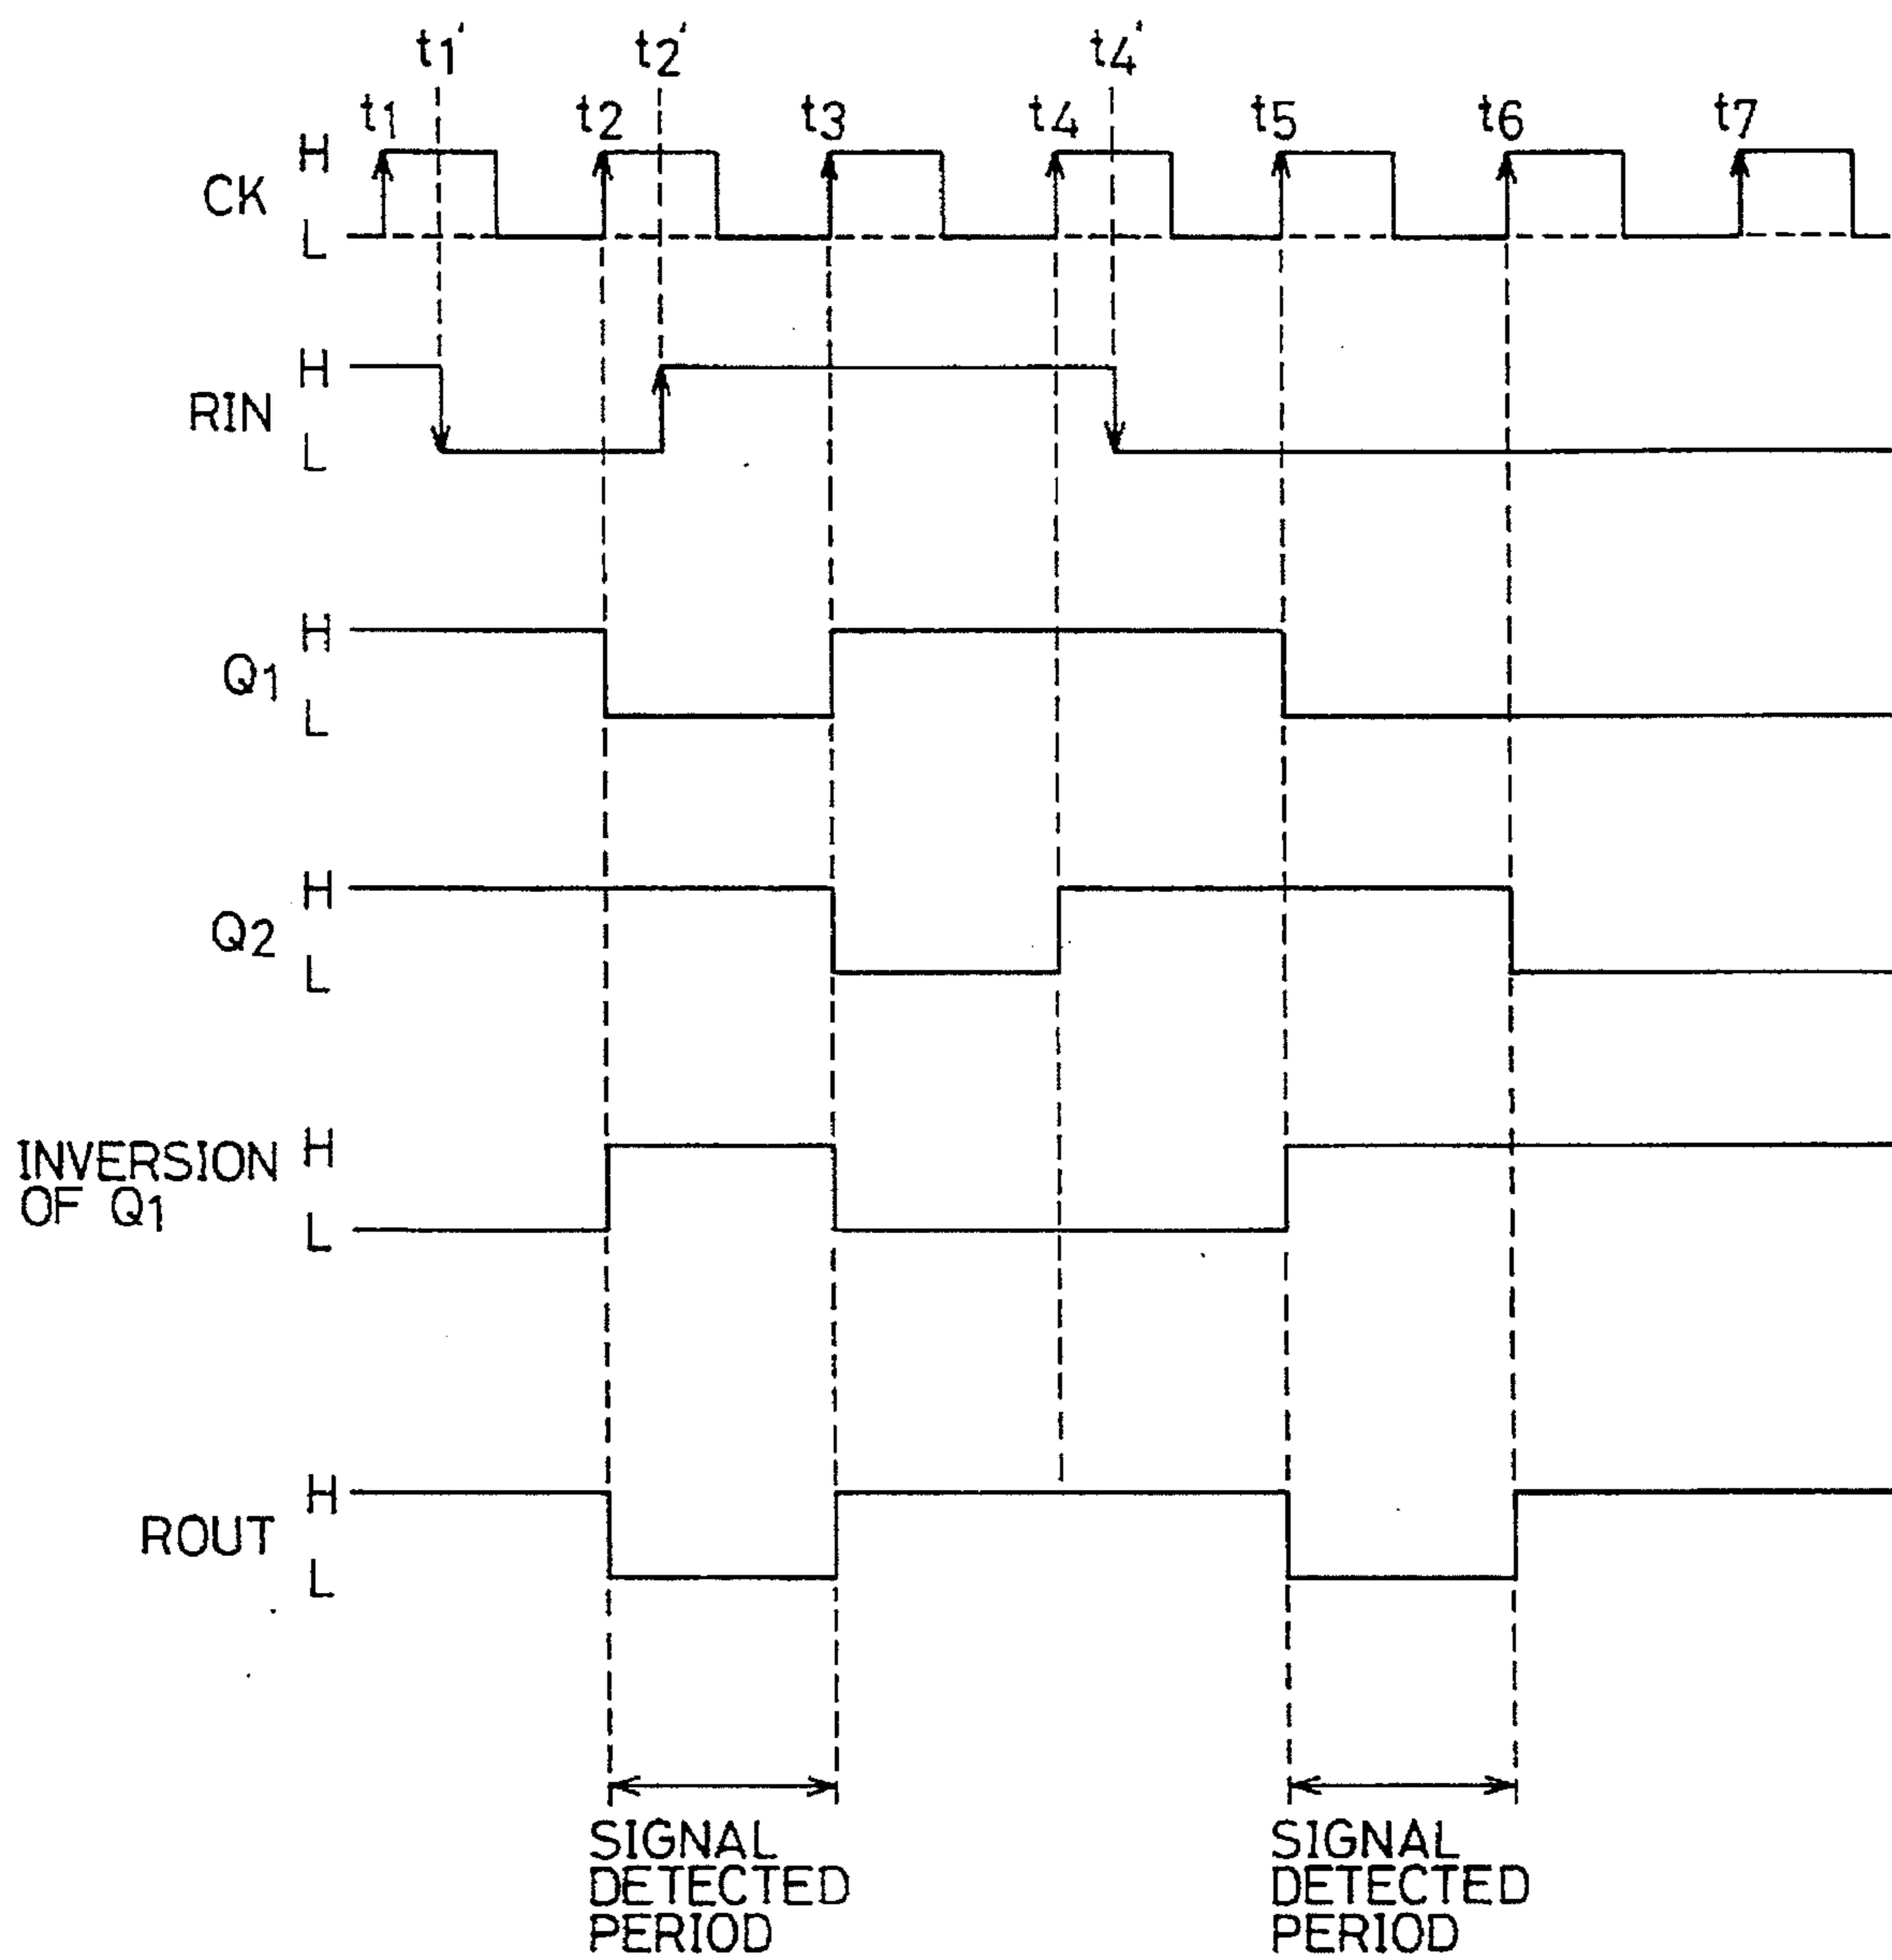 t1' t2' t4'
t1 t2 t3 t4 t5 t6 t7
H
CK
L
H
RIN
L
H
Q1
L
H
Q2
L
INVERSION H
OF Q1
L
H
ROUT
L
SIGNAL SIGNAL
DETECTED DETECTED
PERIOD PERIOD